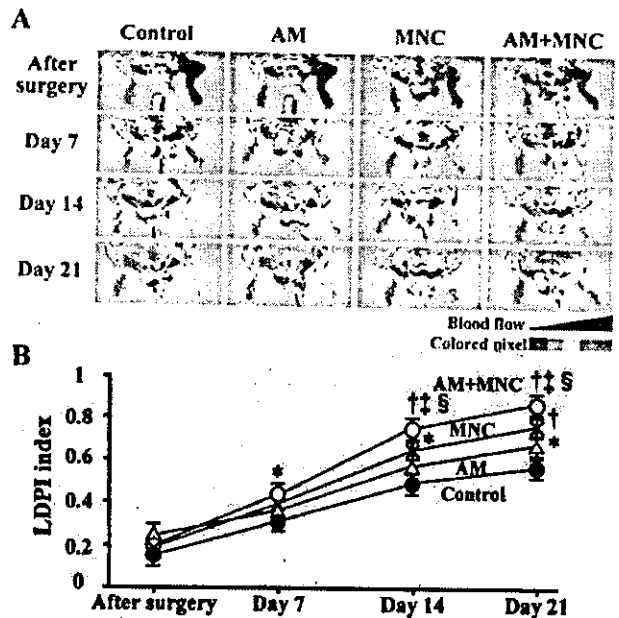 A
Control AM MNC AM+MNC
After surgery
Day 7
Day 14
Day 21
Blood flow
Colored pixel
B
LDPI index
1
0.8
0.6
0.4
0.2
0
AM+MNC
†‡ §
†‡ §
†
MNC
*
*
*
AM
Control
After surgery Day 7 Day 14 Day 21